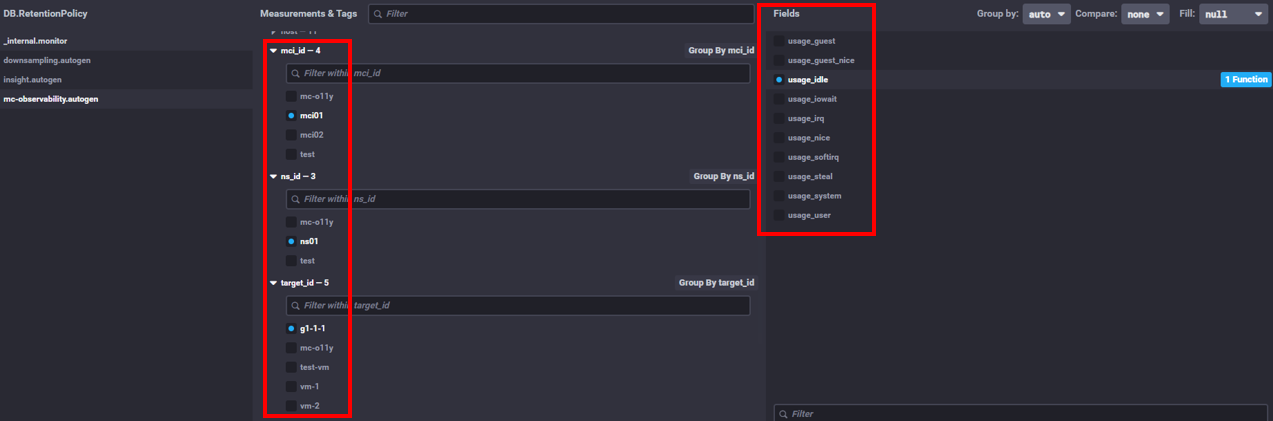 DB.RetentionPolicy
_internal.monitor
downsampling.autogen
insight.autogen
mc-observability.autogen
Measurements & Tags
Filter
mci_id — 4
Group By mci_id
Filter within mci_id
mc-o11y
mci01
mci02
test
ns_id — 3
Group By ns_id
Filter within ns_id
mc-o11y
ns01
test
target_id — 5
Group By target_id
Filter within target_id
g1-1-1
mc-o11y
test-vm
vm-1
vm-2
Fields
Group by: auto Compare: none Fill: null
usage_guest
usage_guest_nice
usage_idle
1 Function
usage_iowait
usage_irq
usage_nice
usage_softirq
usage_steal
usage_system
usage_user
Filter